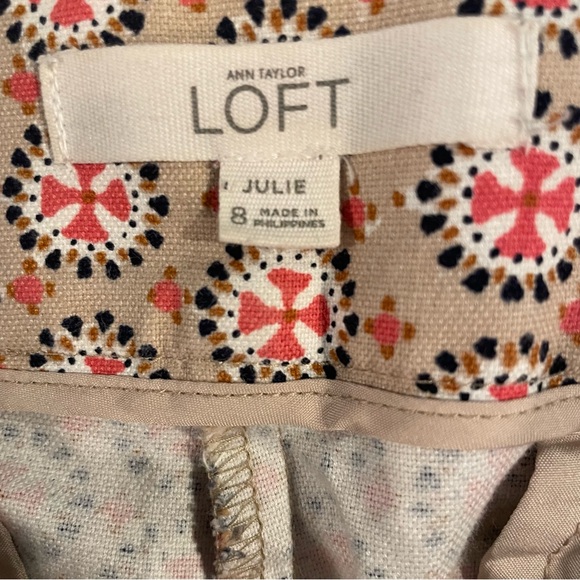 ANN TAYLOR
LOFT
JULIE
8 MADE IN
PHILIPPINES